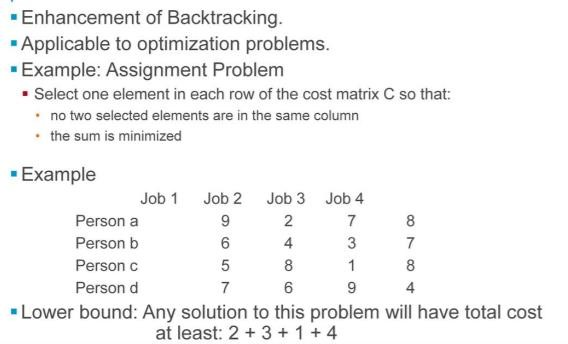 Enhancement of Backtracking.
Applicable to optimization problems.
Example: Assignment Problem
Select one element in each row of the cost matrix C so that:
no two selected elements are in the same column
the sum is minimized
Example
Job 1 Job 2 Job 3 Job 4
Person a 9 2 7 8
Person b 6 4 3 7
Person c 5 8 1 8
Person d 7 6 9 4
Lower bound: Any solution to this problem will have total cost
at least: 2 + 3 + 1 + 4